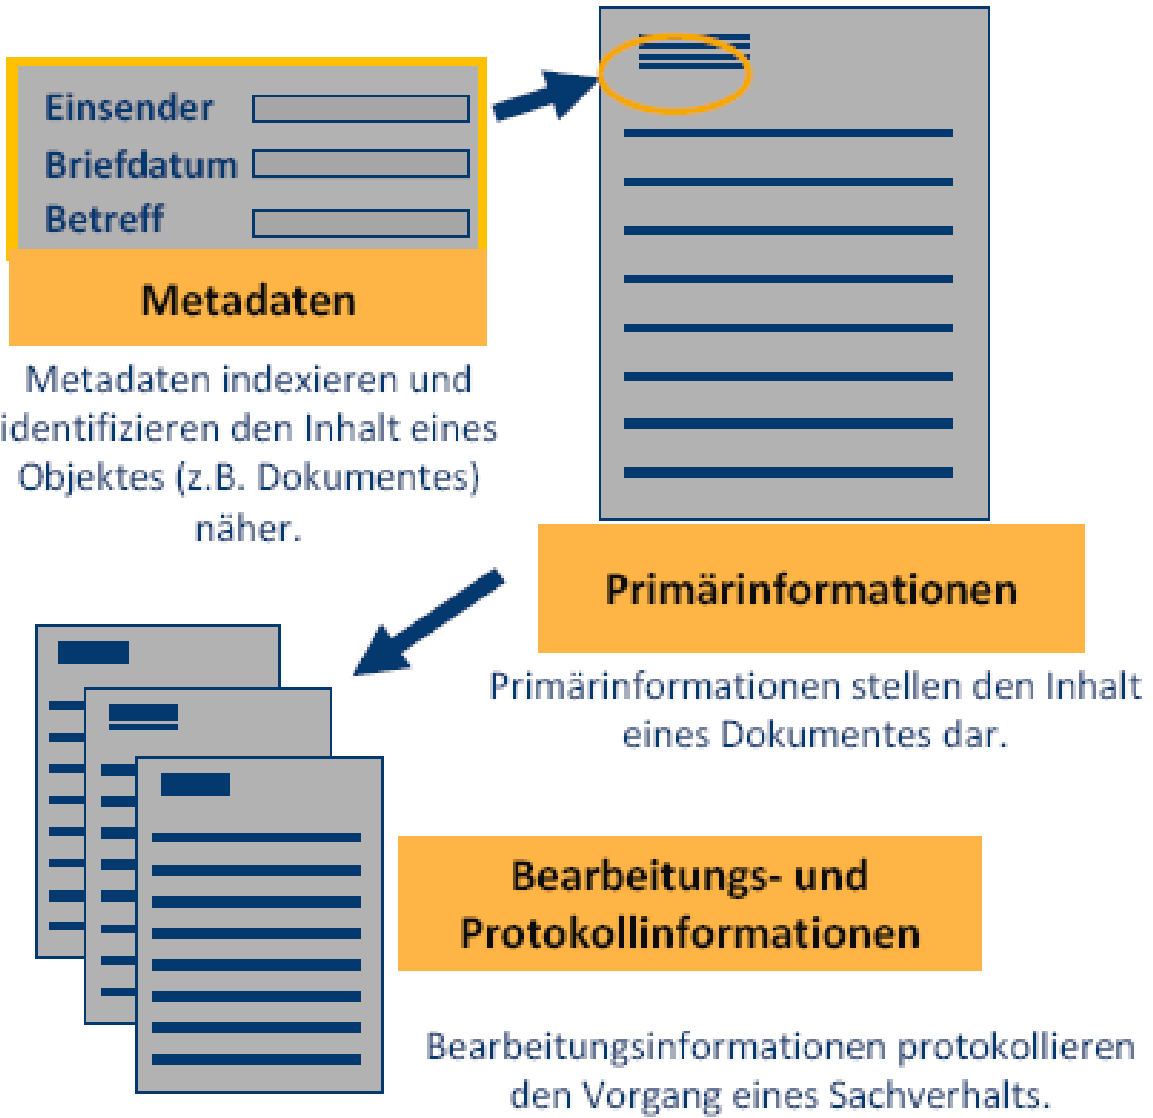 Einsender
Briefdatum
Betreff
Metadaten
Metadaten indexieren und
identifizieren den Inhalt eines
Objektes (z.B. Dokumentes)
näher.
Primärinformationen
Primärinformationen stellen den Inhalt
eines Dokumentes dar.
Bearbeitungs- und
Protokollinformationen
Bearbeitungsinformationen protokollieren
den Vorgang eines Sachverhalts.